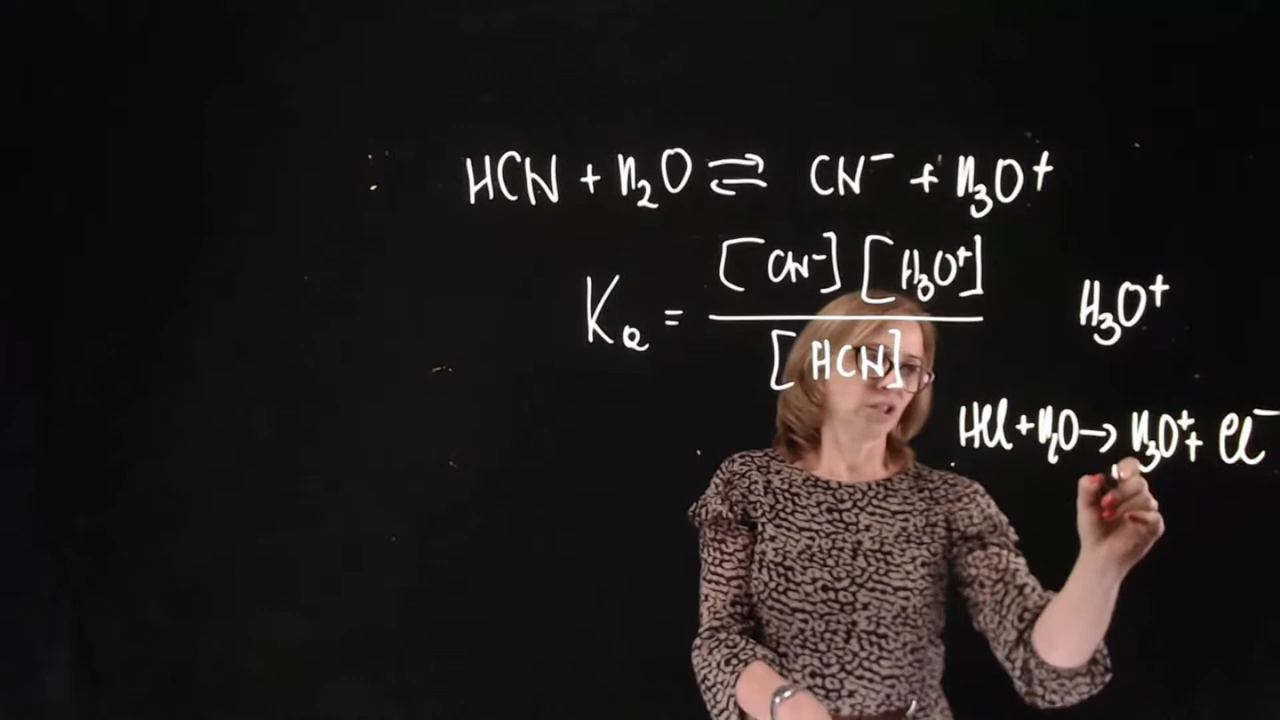 HCN + H₂O ⇌ CN⁻ + H₃O⁺
Kₐ = [CN⁻] [H₃O⁺] / [HCN]
H₃O⁺
HCl + H₂O → H₃O⁺ + Cl⁻